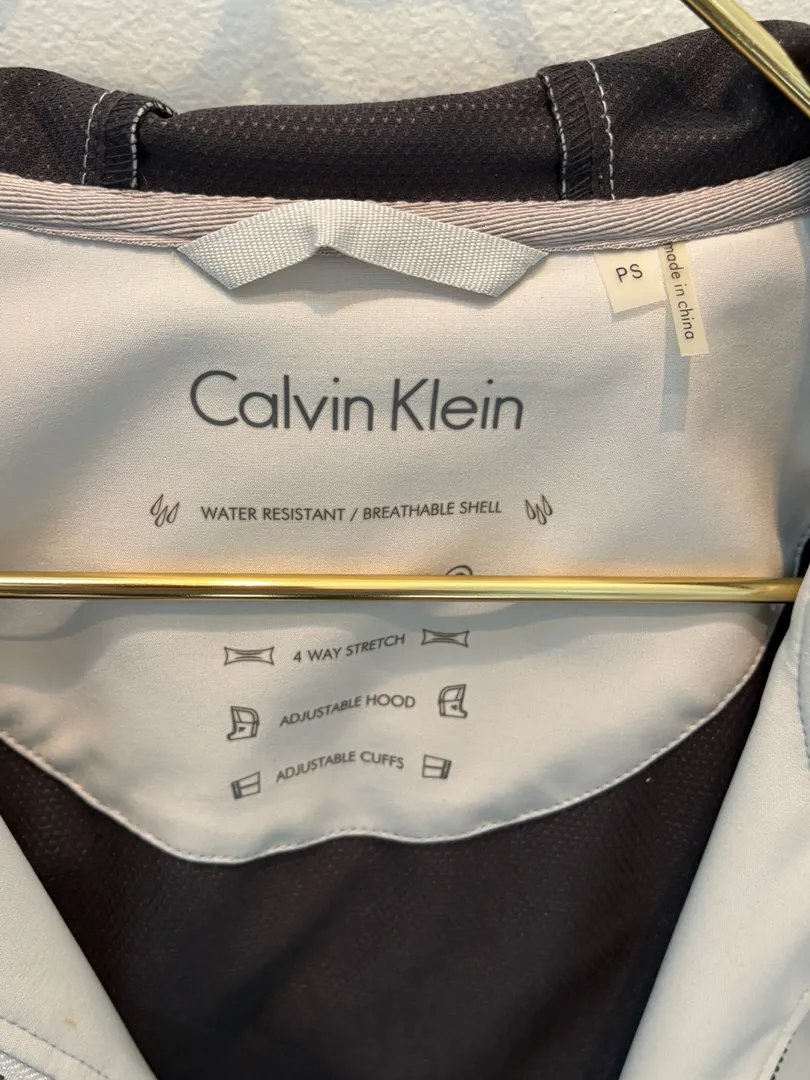 PS
made in china
Calvin Klein
WATER RESISTANT / BREATHABLE SHELL
4 WAY STRETCH
ADJUSTABLE HOOD
ADJUSTABLE CUFFS